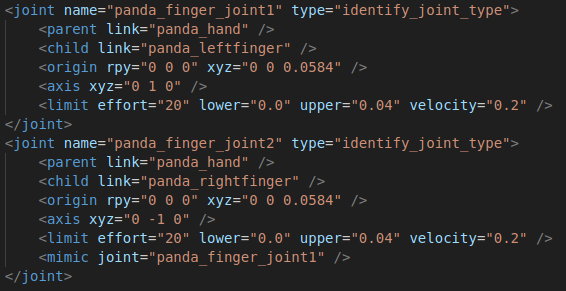 <joint name="panda_finger_joint1" type="identify_joint_type">
    <parent link="panda_hand" />
    <child link="panda_leftfinger" />
    <origin rpy="0 0 0" xyz="0 0 0.0584" />
    <axis xyz="0 1 0" />
    <limit effort="20" lower="0.0" upper="0.04" velocity="0.2" />
</joint>
<joint name="panda_finger_joint2" type="identify_joint_type">
    <parent link="panda_hand" />
    <child link="panda_rightfinger" />
    <origin rpy="0 0 0" xyz="0 0 0.0584" />
    <axis xyz="0 -1 0" />
    <limit effort="20" lower="0.0" upper="0.04" velocity="0.2" />
    <mimic joint="panda_finger_joint1" />
</joint>